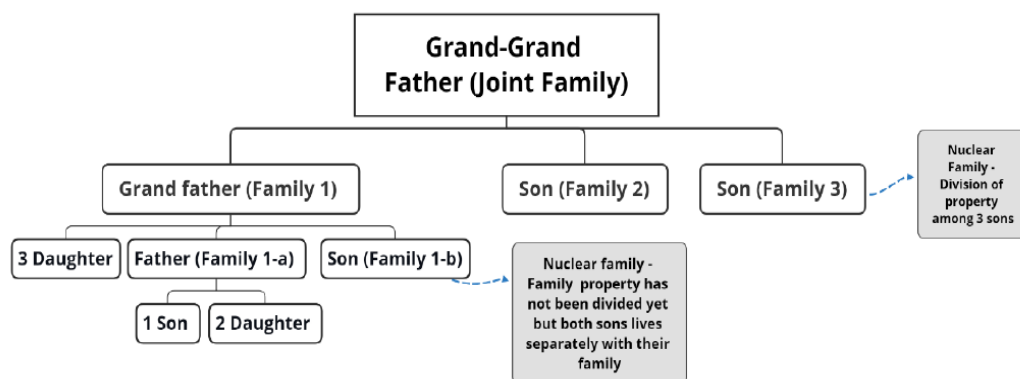 Grand-Grand
Father (Joint Family)
Grand father (Family 1)
Son (Family 2)
Son (Family 3)
Nuclear
Family -
Division of
property
among 3 sons
3 Daughter
Father (Family 1-a)
Son (Family 1-b)
Nuclear family -
Family property has
not been divided yet
but both sons lives
separately with their
family
1 Son
2 Daughter